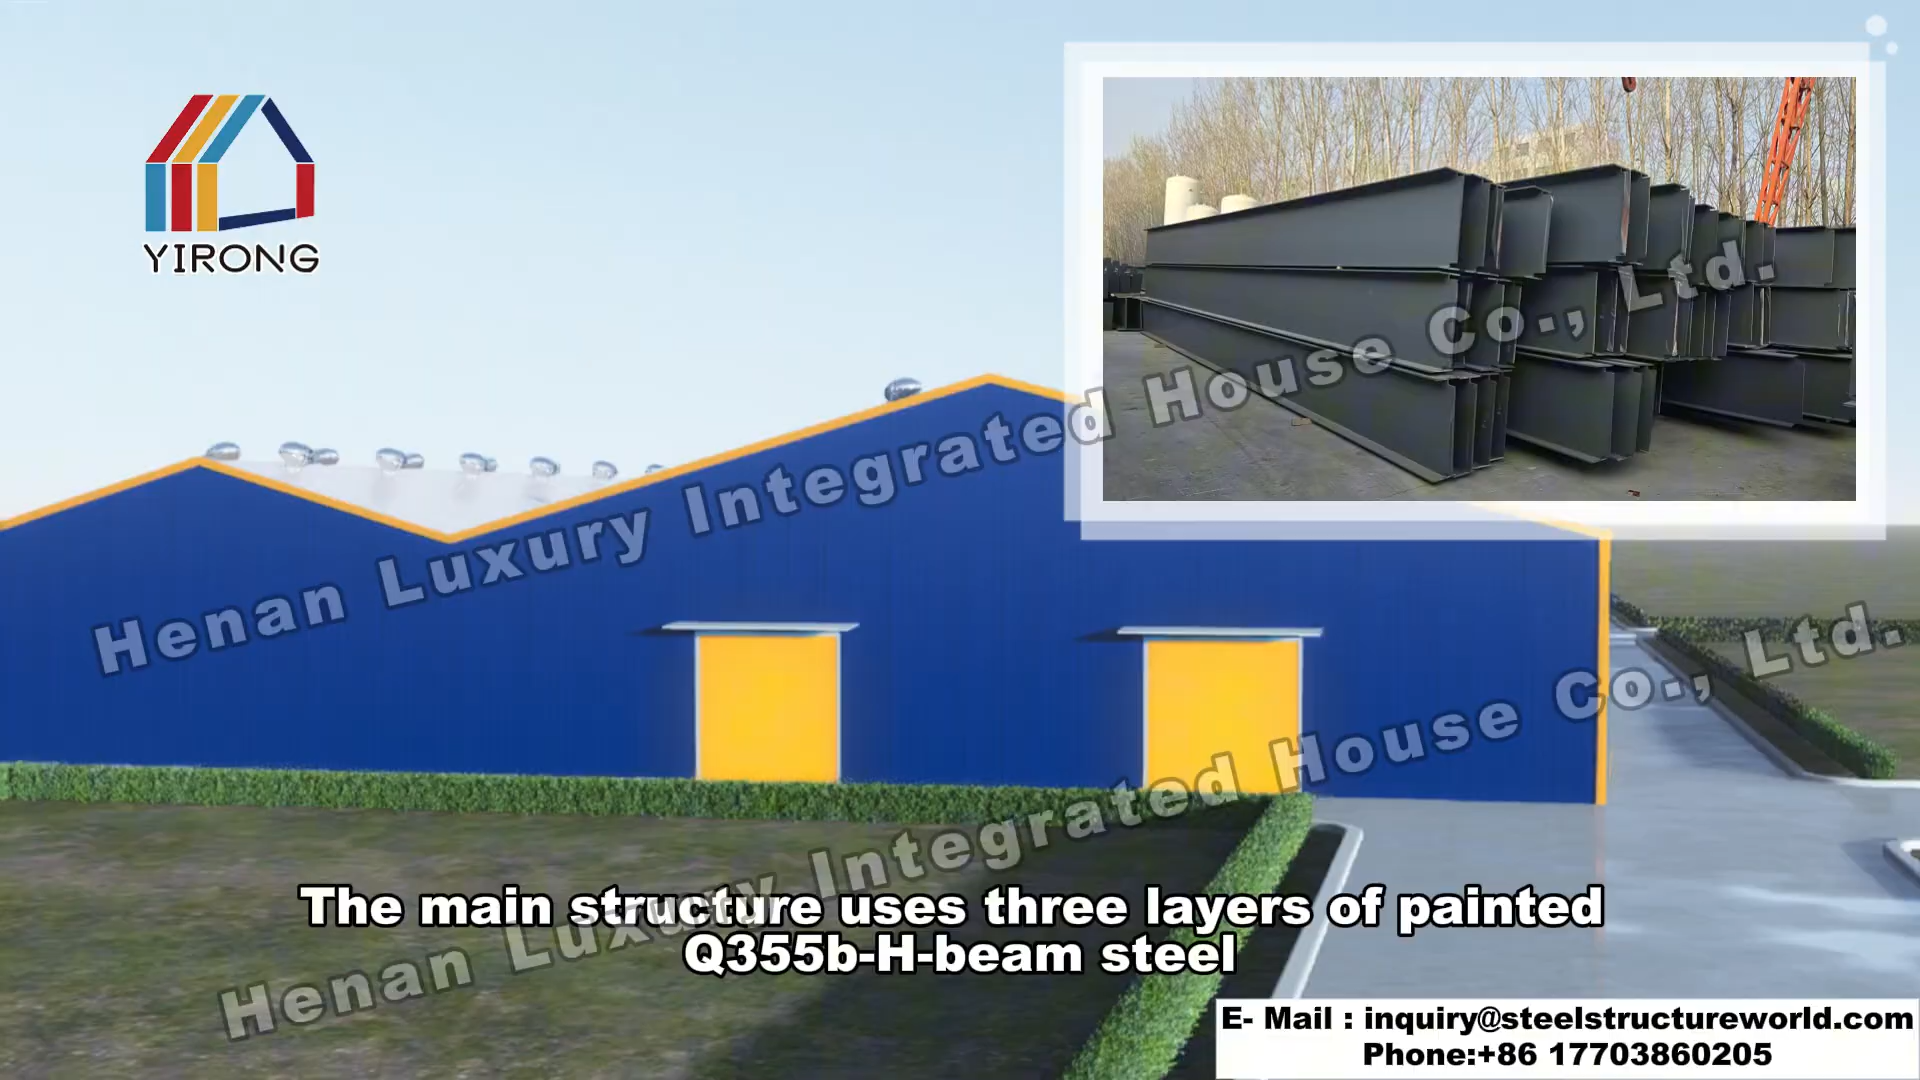 YIRONG
Henan Luxury Integrated House Co., Ltd.
Henan Luxury Integrated House Co., Ltd.
The main structure uses three layers of painted
Q355b-H-beam steel
E- Mail : inquiry@steelstructureworld.com
Phone:+86 17703860205